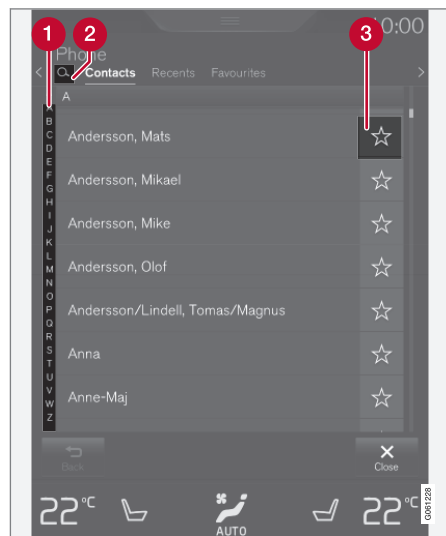 1
2
3
10:00
Phone
Contacts Recents Favourites
A
A
B
C
D
E
F
G
H
I
J
K
L
M
N
O
P
Q
R
S
T
U
V
W
Z
Andersson, Mats
Andersson, Mikael
Andersson, Mike
Andersson, Olof
Andersson/Lindell, Tomas/Magnus
Anna
Anne-Maj
Back
Close
22°C
AUTO
22°C
G061228